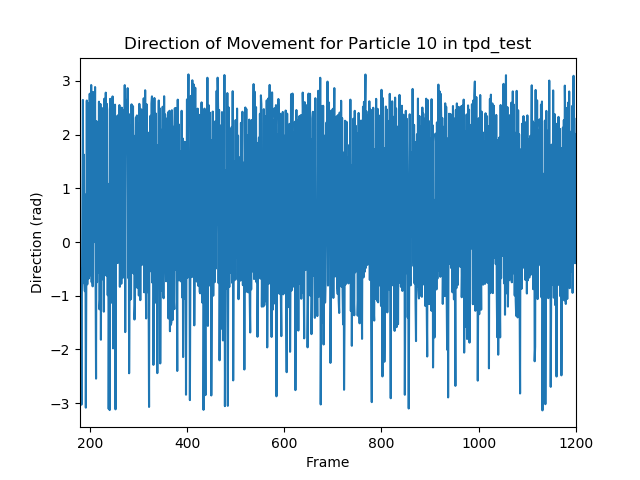 Direction of Movement for Particle 10 in tpd_test
Direction (rad)
3
2
1
0
−1
−2
−3
200 400 600 800 1000 1200
Frame